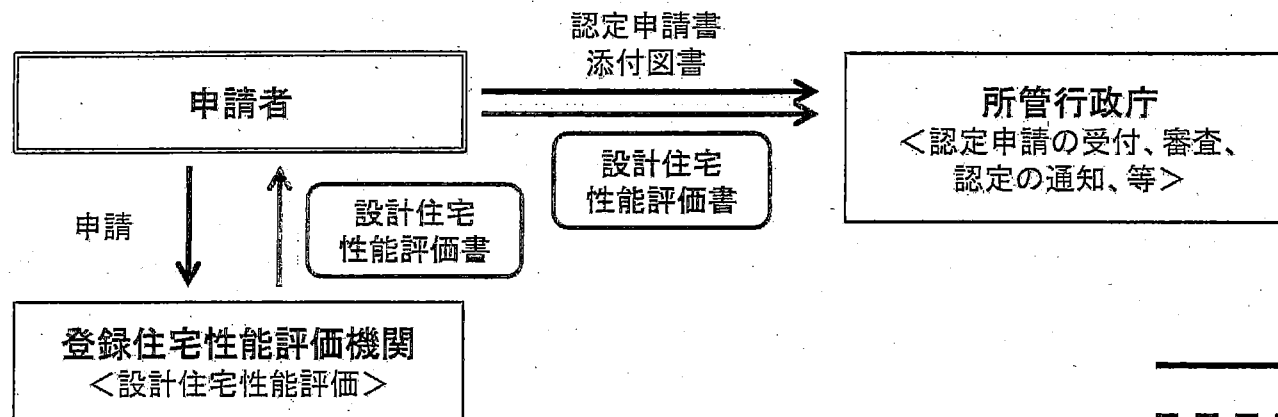 認定申請書
添付図書
申請者
所管行政庁
<認定申請の受付、審査、
認定の通知、等>
設計住宅
性能評価書
申請
設計住宅
性能評価書
登録住宅性能評価機関
<設計住宅性能評価>